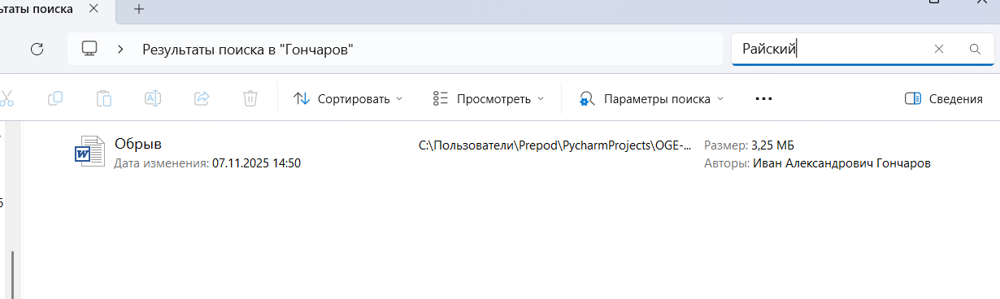 ьтаты поиска
Результаты поиска в "Гончаров"
Райский
Сортировать
Просмотреть
Параметры поиска
Сведения
Обрыв
C:\Пользователи\Prepod\PycharmProjects\OGE-...
Размер: 3,25 МБ
Дата изменения: 07.11.2025 14:50
Авторы: Иван Александрович Гончаров